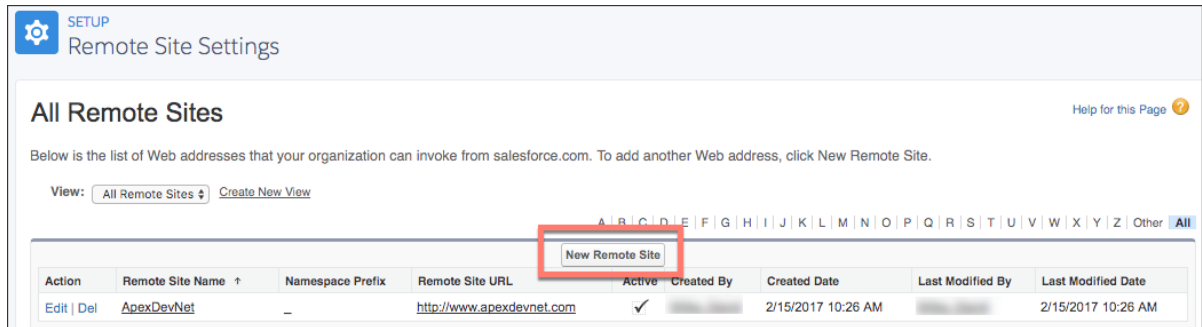 SETUP
Remote Site Settings
All Remote Sites
Help for this Page ?
Below is the list of Web addresses that your organization can invoke from salesforce.com. To add another Web address, click New Remote Site.
View: All Remote Sites Create New View
A | B | C | D | E | F | G | H | I | J | K | L | M | N | O | P | Q | R | S | T | U | V | W | X | Y | Z | Other All
New Remote Site
Action Remote Site Name ↑ Namespace Prefix Remote Site URL Active Created By Created Date Last Modified By Last Modified Date
Edit | Del ApexDevNet _ http://www.apexdevnet.com ✓ 2/15/2017 10:26 AM 2/15/2017 10:26 AM